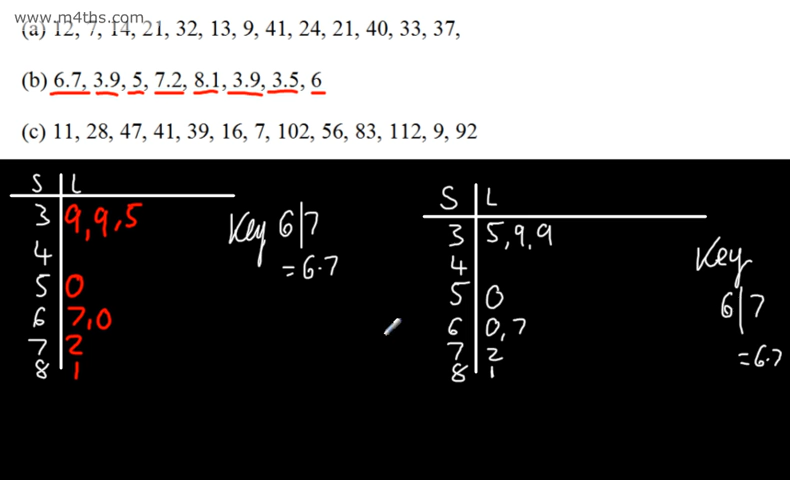 www.m4ths.com
(a) 12, 7, 14, 21, 32, 13, 9, 41, 24, 21, 40, 33, 37,
(b) 6.7, 3.9, 5, 7.2, 8.1, 3.9, 3.5, 6
(c) 11, 28, 47, 41, 39, 16, 7, 102, 56, 83, 112, 9, 92
S | L
3 | 9, 9, 5
4 |
5 | 0
6 | 7, 0
7 | 2
8 | 1
Key 6|7
= 6.7
S | L
3 | 5, 9, 9
4 |
5 | 0
6 | 0, 7
7 | 2
8 | 1
Key
6|7
= 6.7